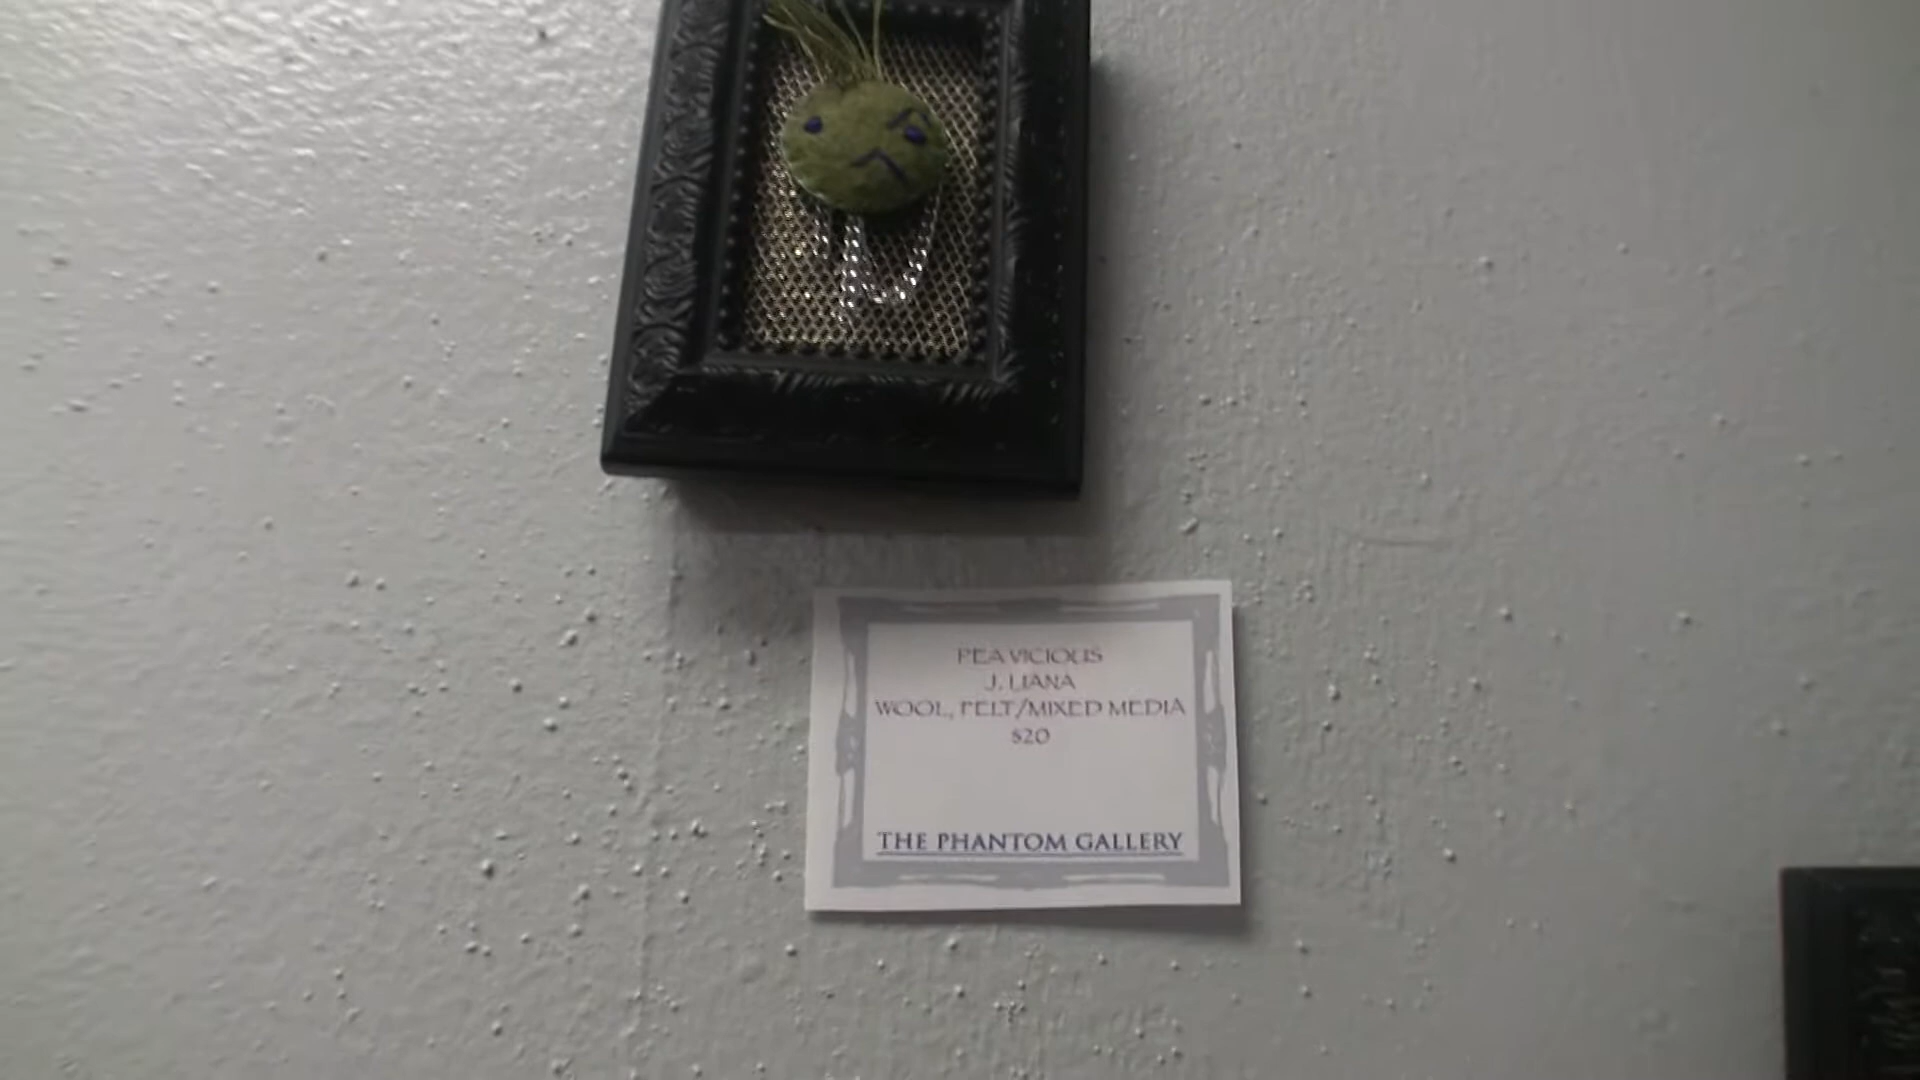 PEA VICIOUS
J. LIANA
WOOL, FELT/MIXED MEDIA
$20
THE PHANTOM GALLERY